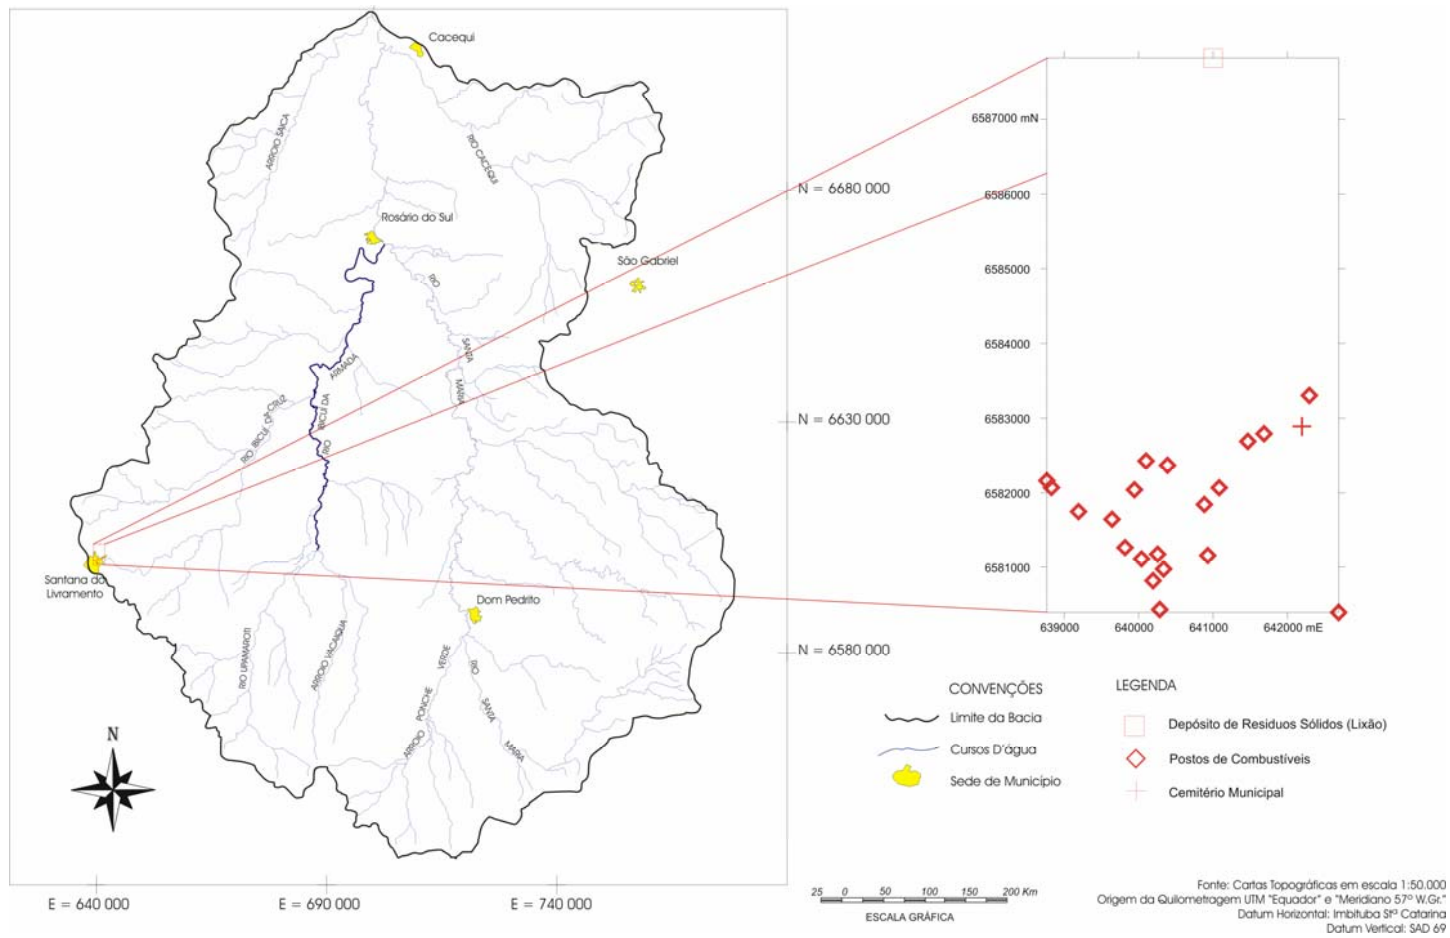 Cacequi
ARROIO SAICA
RIO CACEQUI
N = 6680 000
Rosário do Sul
São Gabriel
RIO
SANTA
MARIA
ARMADA
RIO IBICUÍ DA CRUZ
RIO IBICUÍ DA
N = 6630 000
Santana do
Livramento
Dom Pedrito
RIO UPAMAROTI
ARROIO VACAIQUA
ARROIO PONCHE VERDE
RIO
SANTA
MARIA
N = 6580 000
N
E = 640 000
E = 690 000
E = 740 000
6587000 mN
6586000
6585000
6584000
6583000
6582000
6581000
639000
640000
641000
642000 mE
CONVENÇÕES
Limite da Bacia
Cursos D´água
Sede de Município
LEGENDA
Depósito de Residuos Sólidos (Lixão)
Postos de Combustíveis
Cemitério Municipal
25 0 50 100 150 200 Km
ESCALA GRÁFICA
Fonte: Cartas Topográficas em escala 1:50.000
Origem da Quilometragem UTM "Equador" e "Meridiano 57º W.Gr."
Datum Horizontal: Imbituba Stª Catarina
Datum Vertical: SAD 69